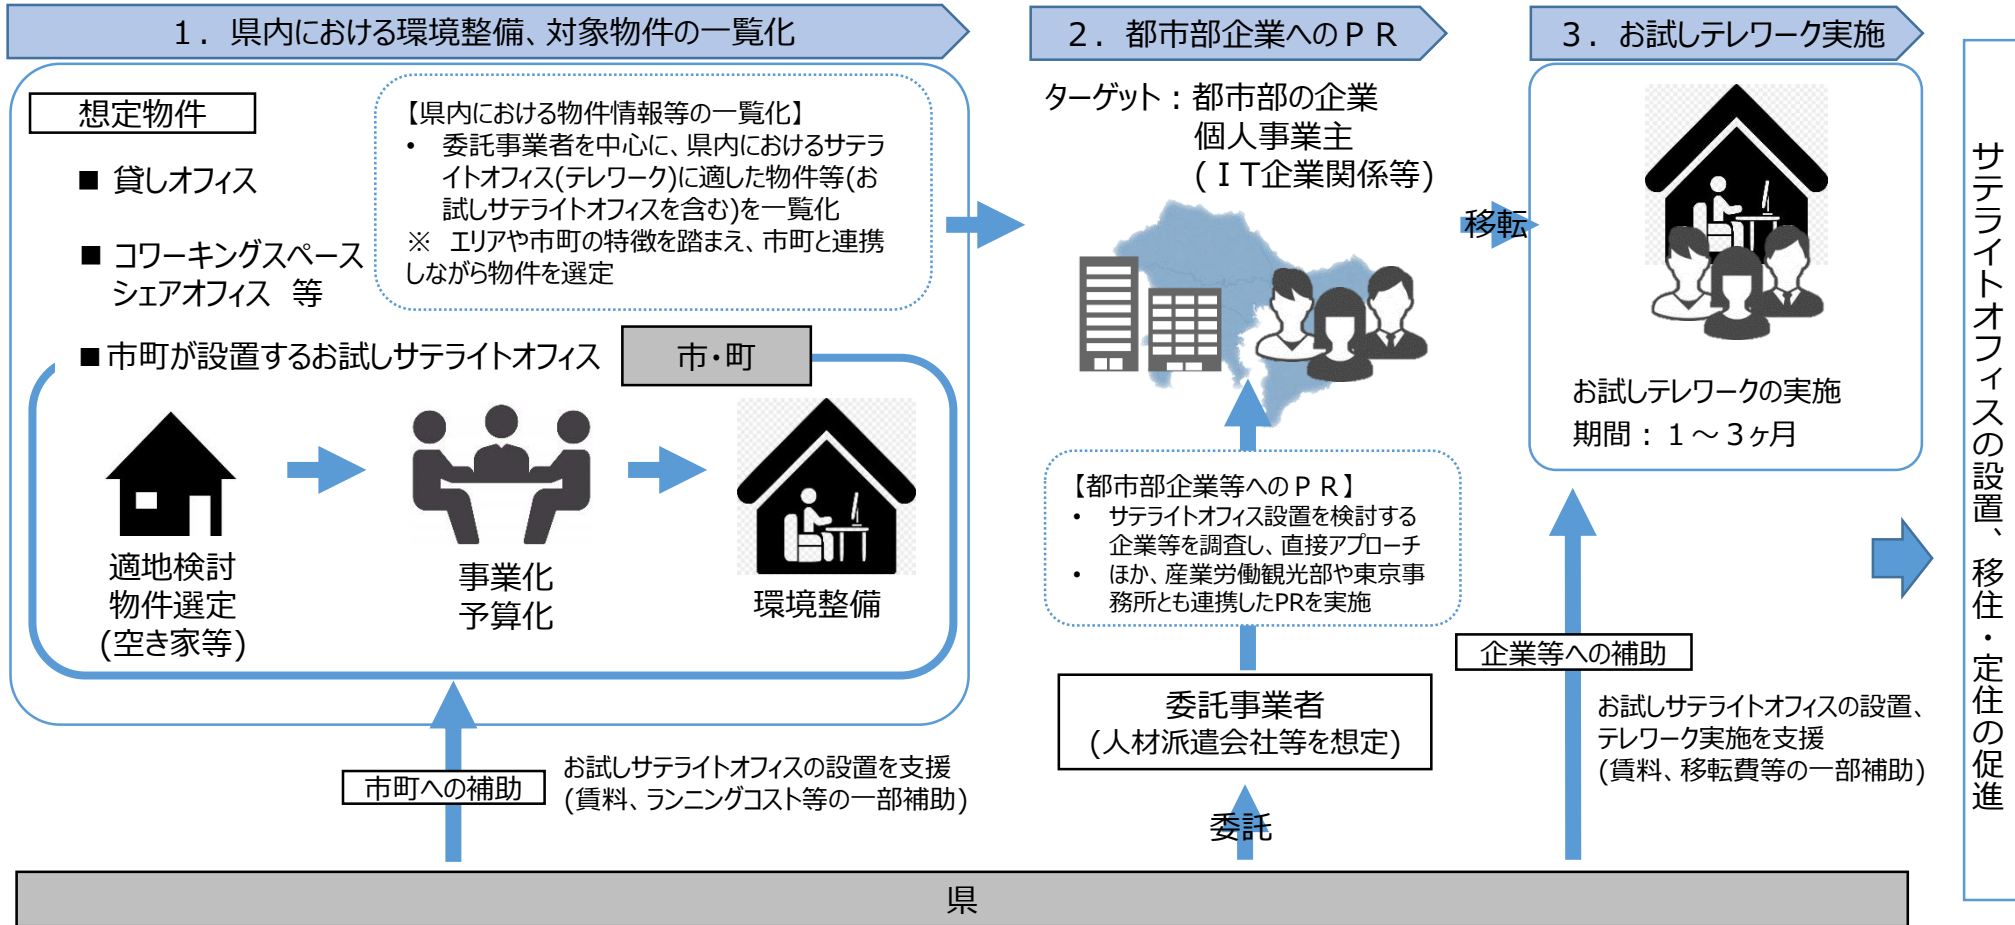 １．県内における環境整備、対象物件の一覧化
２．都市部企業へのＰＲ
３．お試しテレワーク実施
想定物件
■ 貸しオフィス
■ コワーキングスペース
シェアオフィス 等
■市町が設置するお試しサテライトオフィス
【県内における物件情報等の一覧化】
• 委託事業者を中心に、県内におけるサテラ
イトオフィス(テレワーク)に適した物件等(お
試しサテライトオフィスを含む)を一覧化
※ エリアや市町の特徴を踏まえ、市町と連携
しながら物件を選定
市・町
適地検討
物件選定
(空き家等)
事業化
予算化
環境整備
市町への補助
お試しサテライトオフィスの設置を支援
(賃料、ランニングコスト等の一部補助)
ターゲット：都市部の企業
個人事業主
(ＩＴ企業関係等)
移転
【都市部企業等へのＰＲ】
• サテライトオフィス設置を検討する
企業等を調査し、直接アプローチ
• ほか、産業労働観光部や東京事
務所とも連携したPRを実施
委託事業者
(人材派遣会社等を想定)
委託
お試しテレワークの実施
期間：１～３ヶ月
企業等への補助
お試しサテライトオフィスの設置、
テレワーク実施を支援
(賃料、移転費等の一部補助)
サテライトオフィスの設置、移住・定住の促進
県